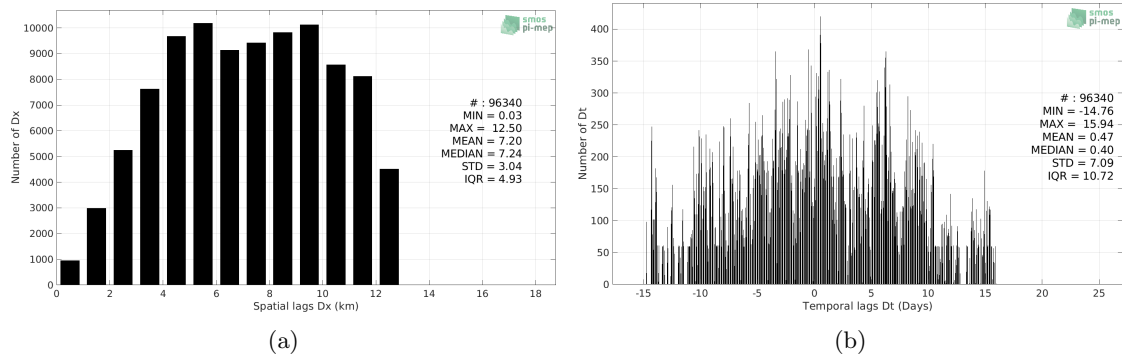 smos
pi-mep
10000
9000
8000
7000
6000
5000
4000
3000
2000
1000
0
Number of Dx
# : 96340
MIN = 0.03
MAX = 12.50
MEAN = 7.20
MEDIAN = 7.24
STD = 3.04
IQR = 4.93
0 2 4 6 8 10 12 14 16 18
Spatial lags Dx (km)
(a)
smos
pi-mep
400
350
300
250
200
150
100
50
0
Number of Dt
# : 96340
MIN = -14.76
MAX = 15.94
MEAN = 0.47
MEDIAN = 0.40
STD = 7.09
IQR = 10.72
-15 -10 -5 0 5 10 15 20 25
Temporal lags Dt (Days)
(b)